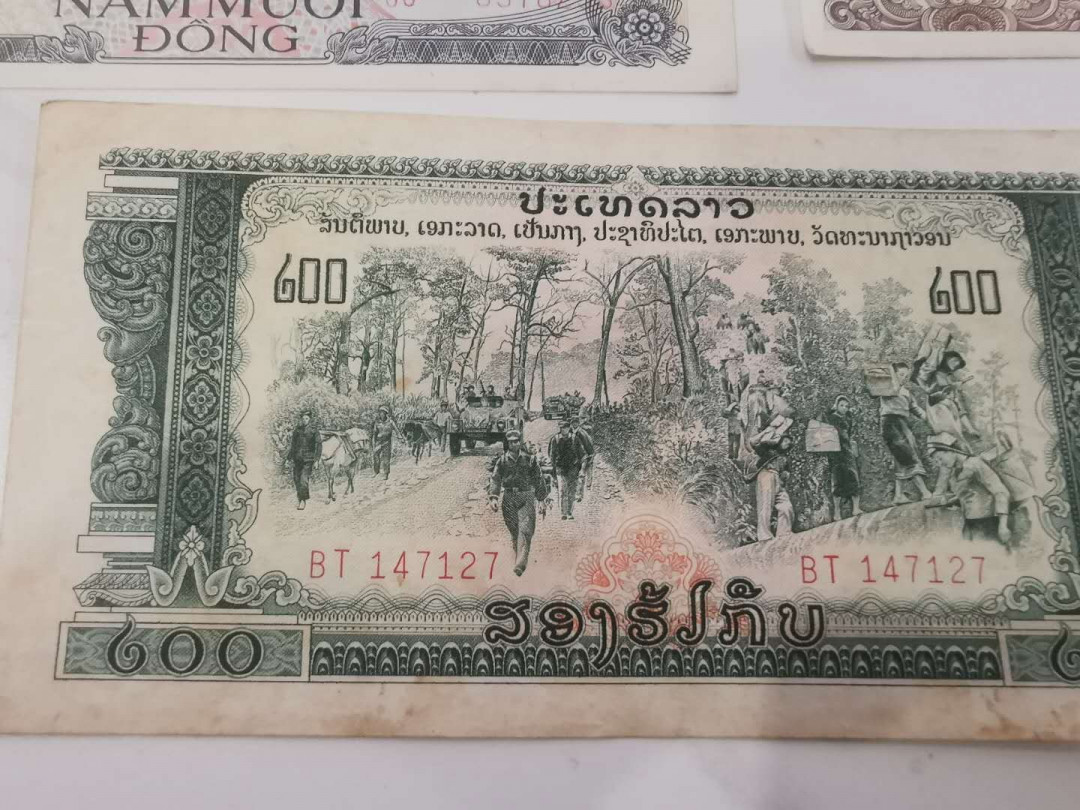 NĂM MƯƠI
ĐỒNG
ປະເທດລາວ
ສັນຕິພາບ, ເອກະລາດ, ເປັນກາງ, ປະຊາທິປະໄຕ, ເອກະພາບ, ວັດທະນາຖາວອນ
໒໐໐ ໒໐໐
BT 147127 BT 147127
ສອງຮ້ຽກີບ
໒໐໐